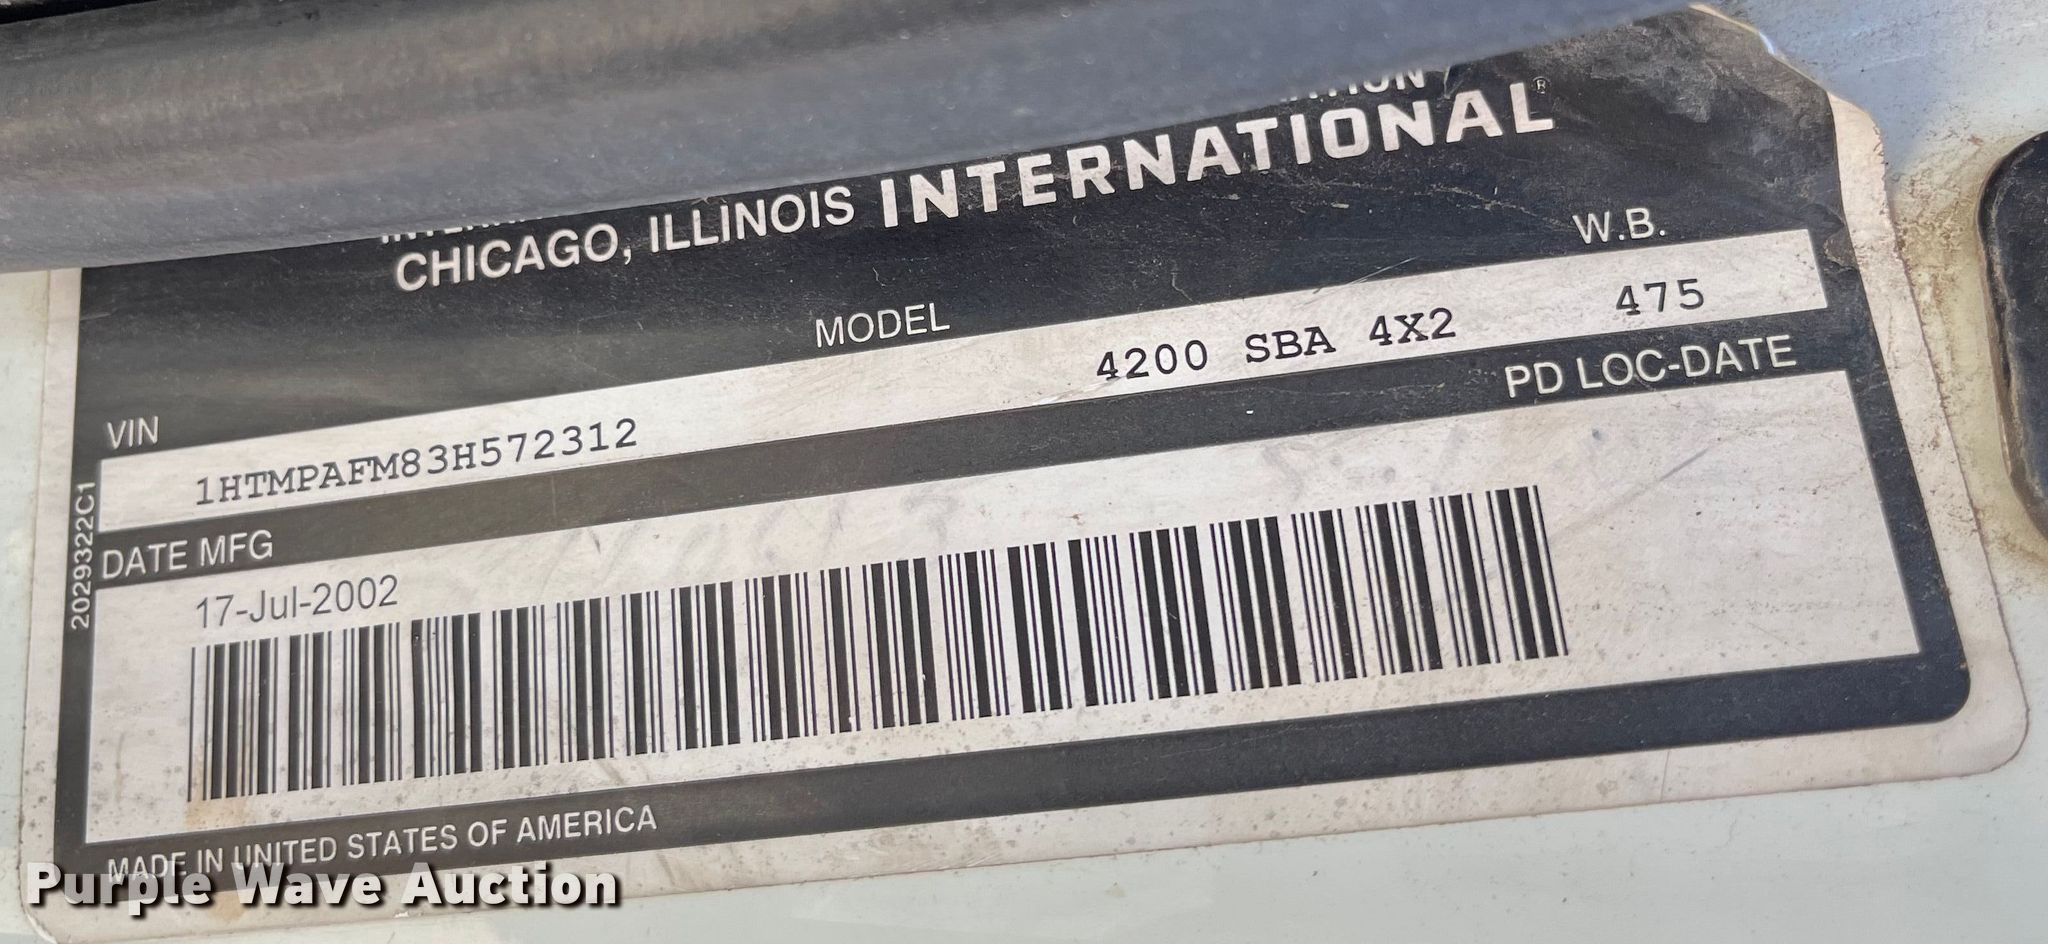 CHICAGO, ILLINOIS INTERNATIONAL®
W.B.
MODEL
4200 SBA 4X2 475
VIN
1HTMPAFM83H572312
PD LOC-DATE
DATE MFG
17-Jul-2002
2029322C1
MADE IN UNITED STATES OF AMERICA
Purple Wave Auction